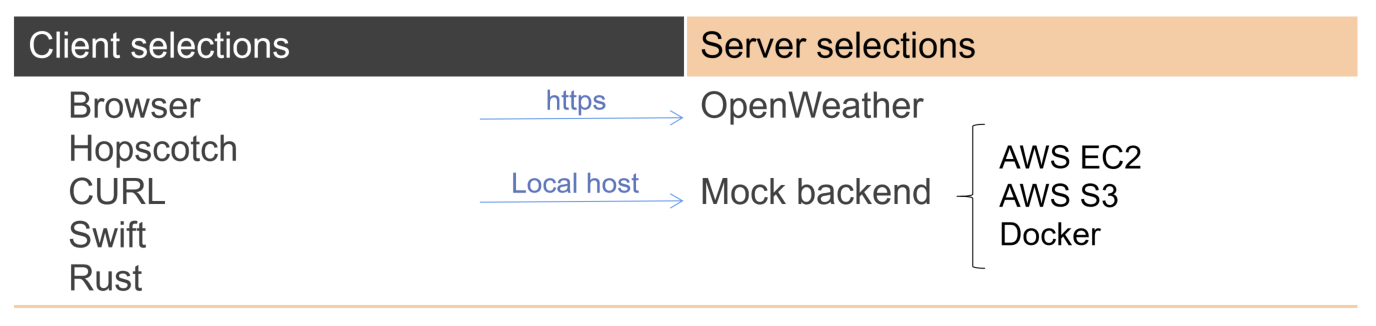 Client selections
Server selections
Browser
Hopscotch
CURL
Swift
Rust
https
Local host
OpenWeather
Mock backend
AWS EC2
AWS S3
Docker